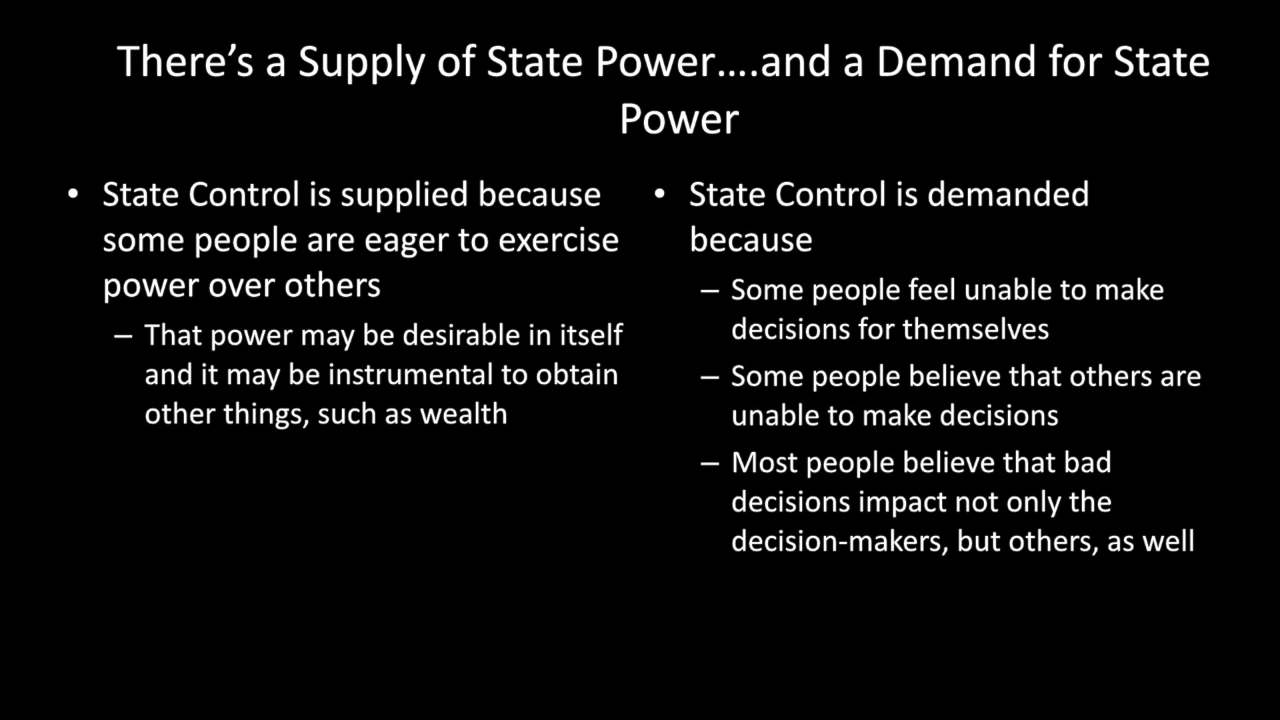 There’s a Supply of State Power….and a Demand for State
Power
• State Control is supplied because
some people are eager to exercise
power over others
– That power may be desirable in itself
and it may be instrumental to obtain
other things, such as wealth
• State Control is demanded
because
– Some people feel unable to make
decisions for themselves
– Some people believe that others are
unable to make decisions
– Most people believe that bad
decisions impact not only the
decision-makers, but others, as well